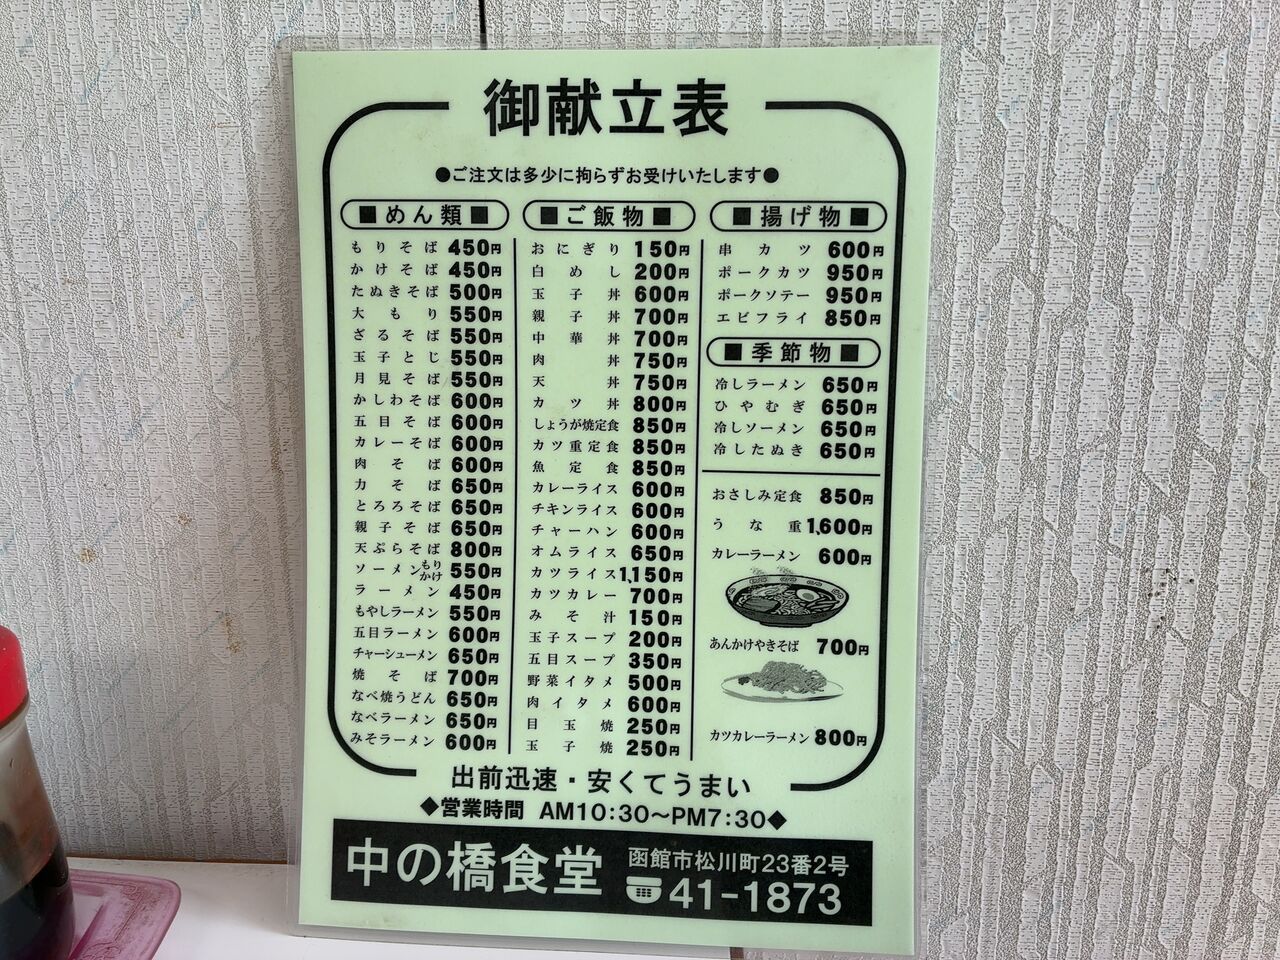 御献立表
●ご注文は多少に拘らずお受けいたします●
■めん類■
もりそば 450円
かけそば 450円
たぬきそば 500円
大もり 550円
ざるそば 550円
玉子とじ 550円
月見そば 550円
かしわそば 600円
五目そば 600円
カレーそば 600円
肉そば 600円
力そば 650円
とろろそば 650円
親子そば 650円
天ぷらそば 800円
ソーメンもりかけ 550円
ラーメン 450円
もやしラーメン 550円
五目ラーメン 600円
チャーシューメン 650円
焼そば 700円
なべ焼うどん 650円
なべラーメン 650円
みそラーメン 600円
■ご飯物■
おにぎり 150円
白めし 200円
玉子丼 600円
親子丼 700円
中華丼 700円
肉丼 750円
天丼 750円
カツ丼 800円
しょうが焼定食 850円
カツ重定食 850円
魚定食 850円
カレーライス 600円
チキンライス 600円
チャーハン 600円
オムライス 650円
カツライス 1,150円
カツカレー 700円
みそ汁 150円
玉子スープ 200円
五目スープ 350円
野菜イタメ 500円
肉イタメ 600円
目玉焼 250円
玉子焼 250円
■揚げ物■
串カツ 600円
ポークカツ 950円
ポークソテー 950円
エビフライ 850円
■季節物■
冷しラーメン 650円
ひやむぎ 650円
冷しソーメン 650円
冷したぬき 650円
おさしみ定食 850円
うな重 1,600円
カレーラーメン 600円
あんかけやきそば 700円
カツカレーラーメン 800円
出前迅速・安くてうまい
◆営業時間 AM10:30〜PM7:30◆
中の橋食堂
函館市松川町23番2号
41-1873